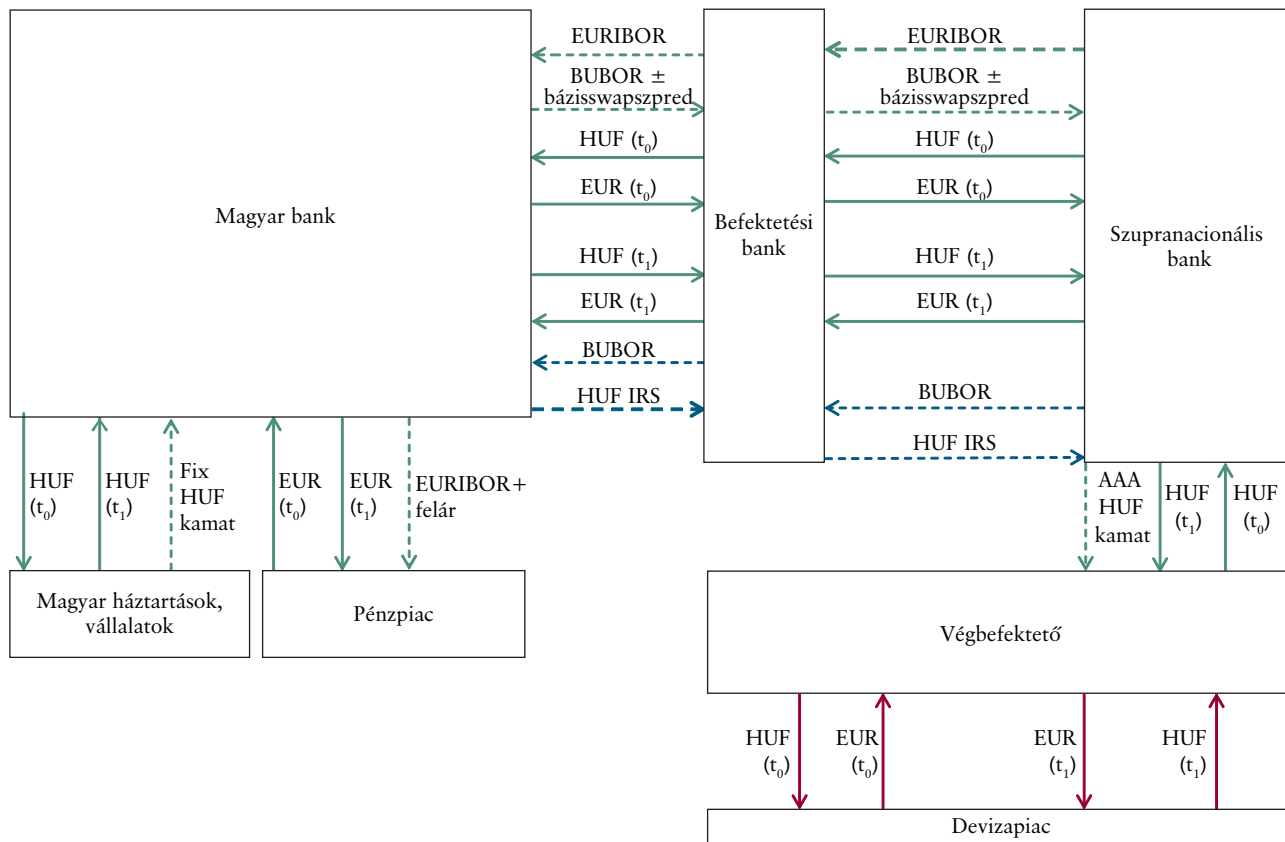 EURIBOR
BUBOR ±
bázisswapszpred
HUF (t₀)
EUR (t₀)
HUF (t₁)
EUR (t₁)
BUBOR
HUF IRS
EURIBOR
BUBOR ±
bázisswapszpred
HUF (t₀)
EUR (t₀)
HUF (t₁)
EUR (t₁)
BUBOR
HUF IRS
Magyar bank
Befektetési
bank
Szupranacionális
bank
HUF
(t₀)
HUF
(t₁)
Fix
HUF
kamat
EUR
(t₀)
EUR
(t₁)
EURIBOR+
felár
AAA
HUF
kamat
HUF
(t₁)
HUF
(t₀)
Magyar háztartások,
vállalatok
Pénzpiac
Végbefektető
HUF
(t₀)
EUR
(t₀)
EUR
(t₁)
HUF
(t₁)
Devizapiac